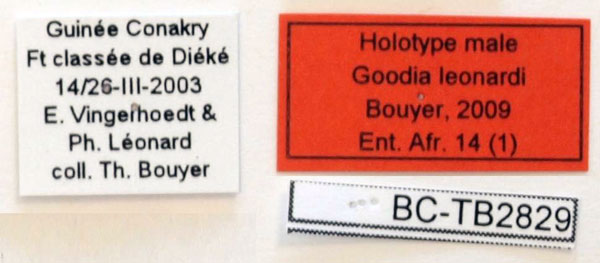 Guinée Conakry
Ft classée de Diéké
14/26-III-2003
E. Vingerhoedt &
Ph. Léonard
coll. Th. Bouyer
Holotype male
Goodia leonardi
Bouyer, 2009
Ent. Afr. 14 (1)
BC-TB2829